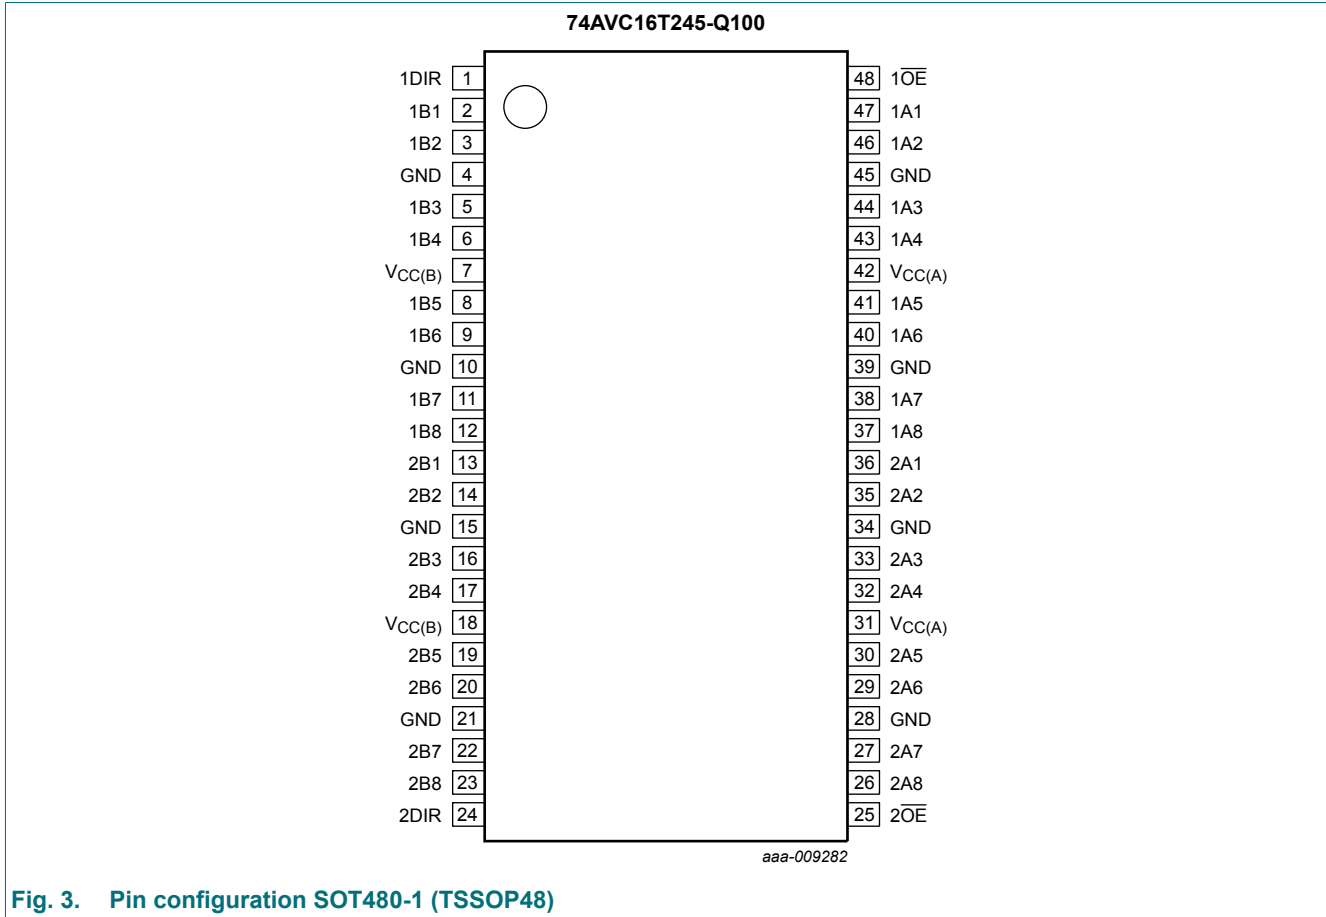 74AVC16T245-Q100
1DIR 1 48 1OE
1B1 2 47 1A1
1B2 3 46 1A2
GND 4 45 GND
1B3 5 44 1A3
1B4 6 43 1A4
VCC(B) 7 42 VCC(A)
1B5 8 41 1A5
1B6 9 40 1A6
GND 10 39 GND
1B7 11 38 1A7
1B8 12 37 1A8
2B1 13 36 2A1
2B2 14 35 2A2
GND 15 34 GND
2B3 16 33 2A3
2B4 17 32 2A4
VCC(B) 18 31 VCC(A)
2B5 19 30 2A5
2B6 20 29 2A6
GND 21 28 GND
2B7 22 27 2A7
2B8 23 26 2A8
2DIR 24 25 2OE
aaa-009282
Fig. 3. Pin configuration SOT480-1 (TSSOP48)